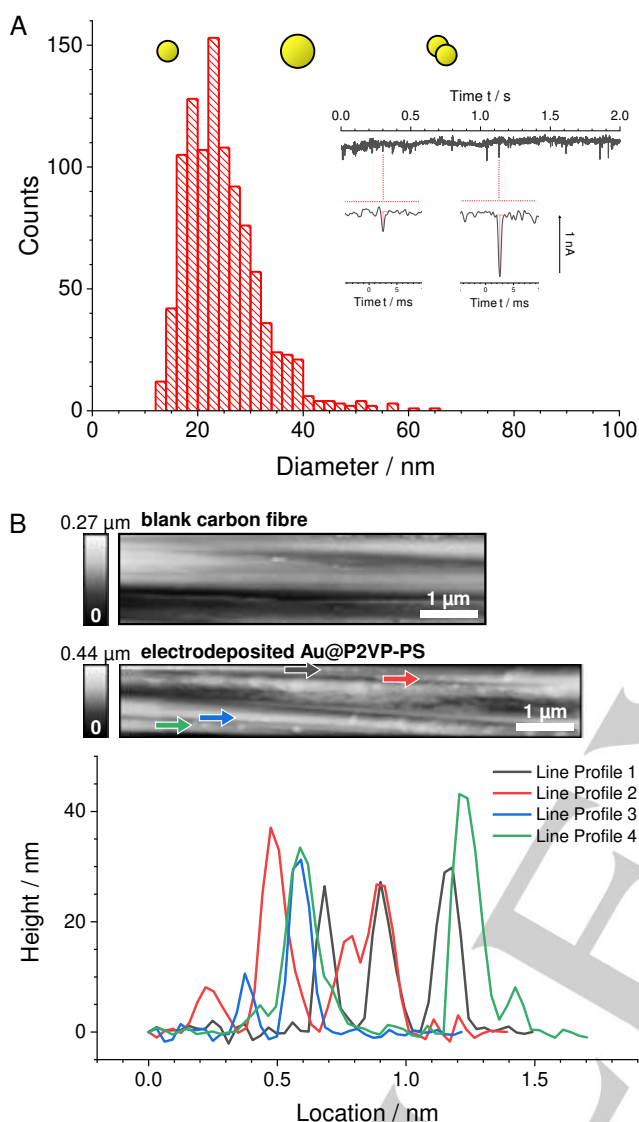 A
Counts
150
100
50
0
0 20 40 60 80 100
Diameter / nm
Time t / s
0.0 0.5 1.0 1.5 2.0
1 nA
0 5
Time t / ms
0 5
Time t / ms
B
0.27 µm blank carbon fibre
0
1 µm
0.44 µm electrodeposited Au@P2VP-PS
0
1 µm
Line Profile 1
Line Profile 2
Line Profile 3
Line Profile 4
Height / nm
40
20
0
0.0 0.5 1.0 1.5
Location / nm